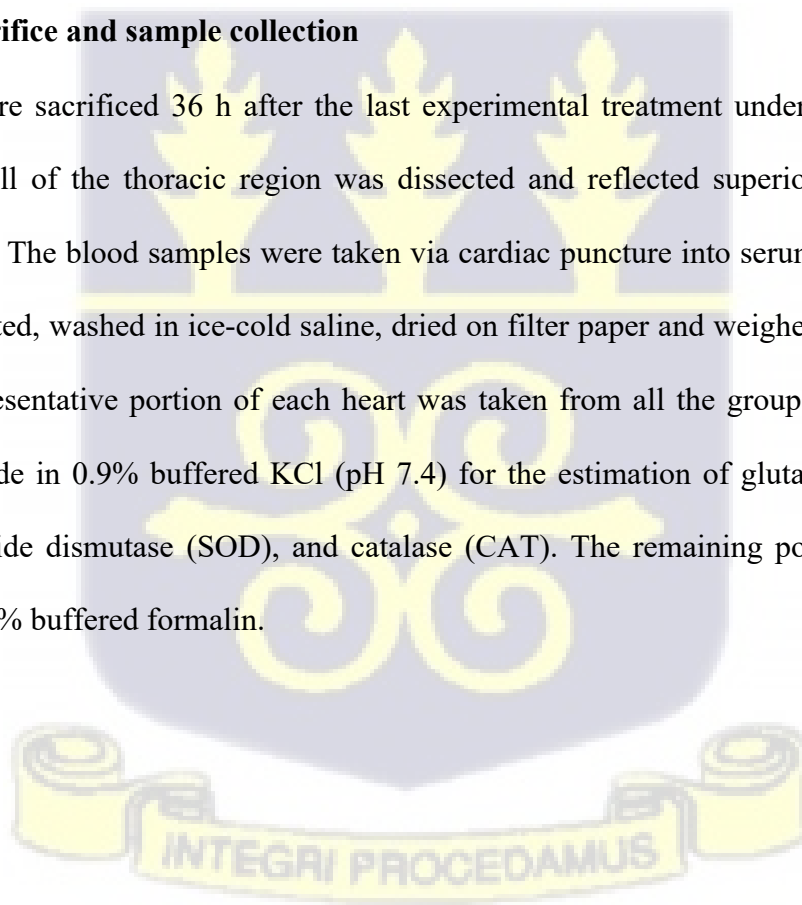 rifice and sample collection
re sacrificed 36 h after the last experimental treatment under
ll of the thoracic region was dissected and reflected superio
The blood samples were taken via cardiac puncture into serum
ted, washed in ice-cold saline, dried on filter paper and weighe
esentative portion of each heart was taken from all the group
de in 0.9% buffered KCl (pH 7.4) for the estimation of gluta
ide dismutase (SOD), and catalase (CAT). The remaining po
% buffered formalin.
INTEGRI PROCEDAMUS